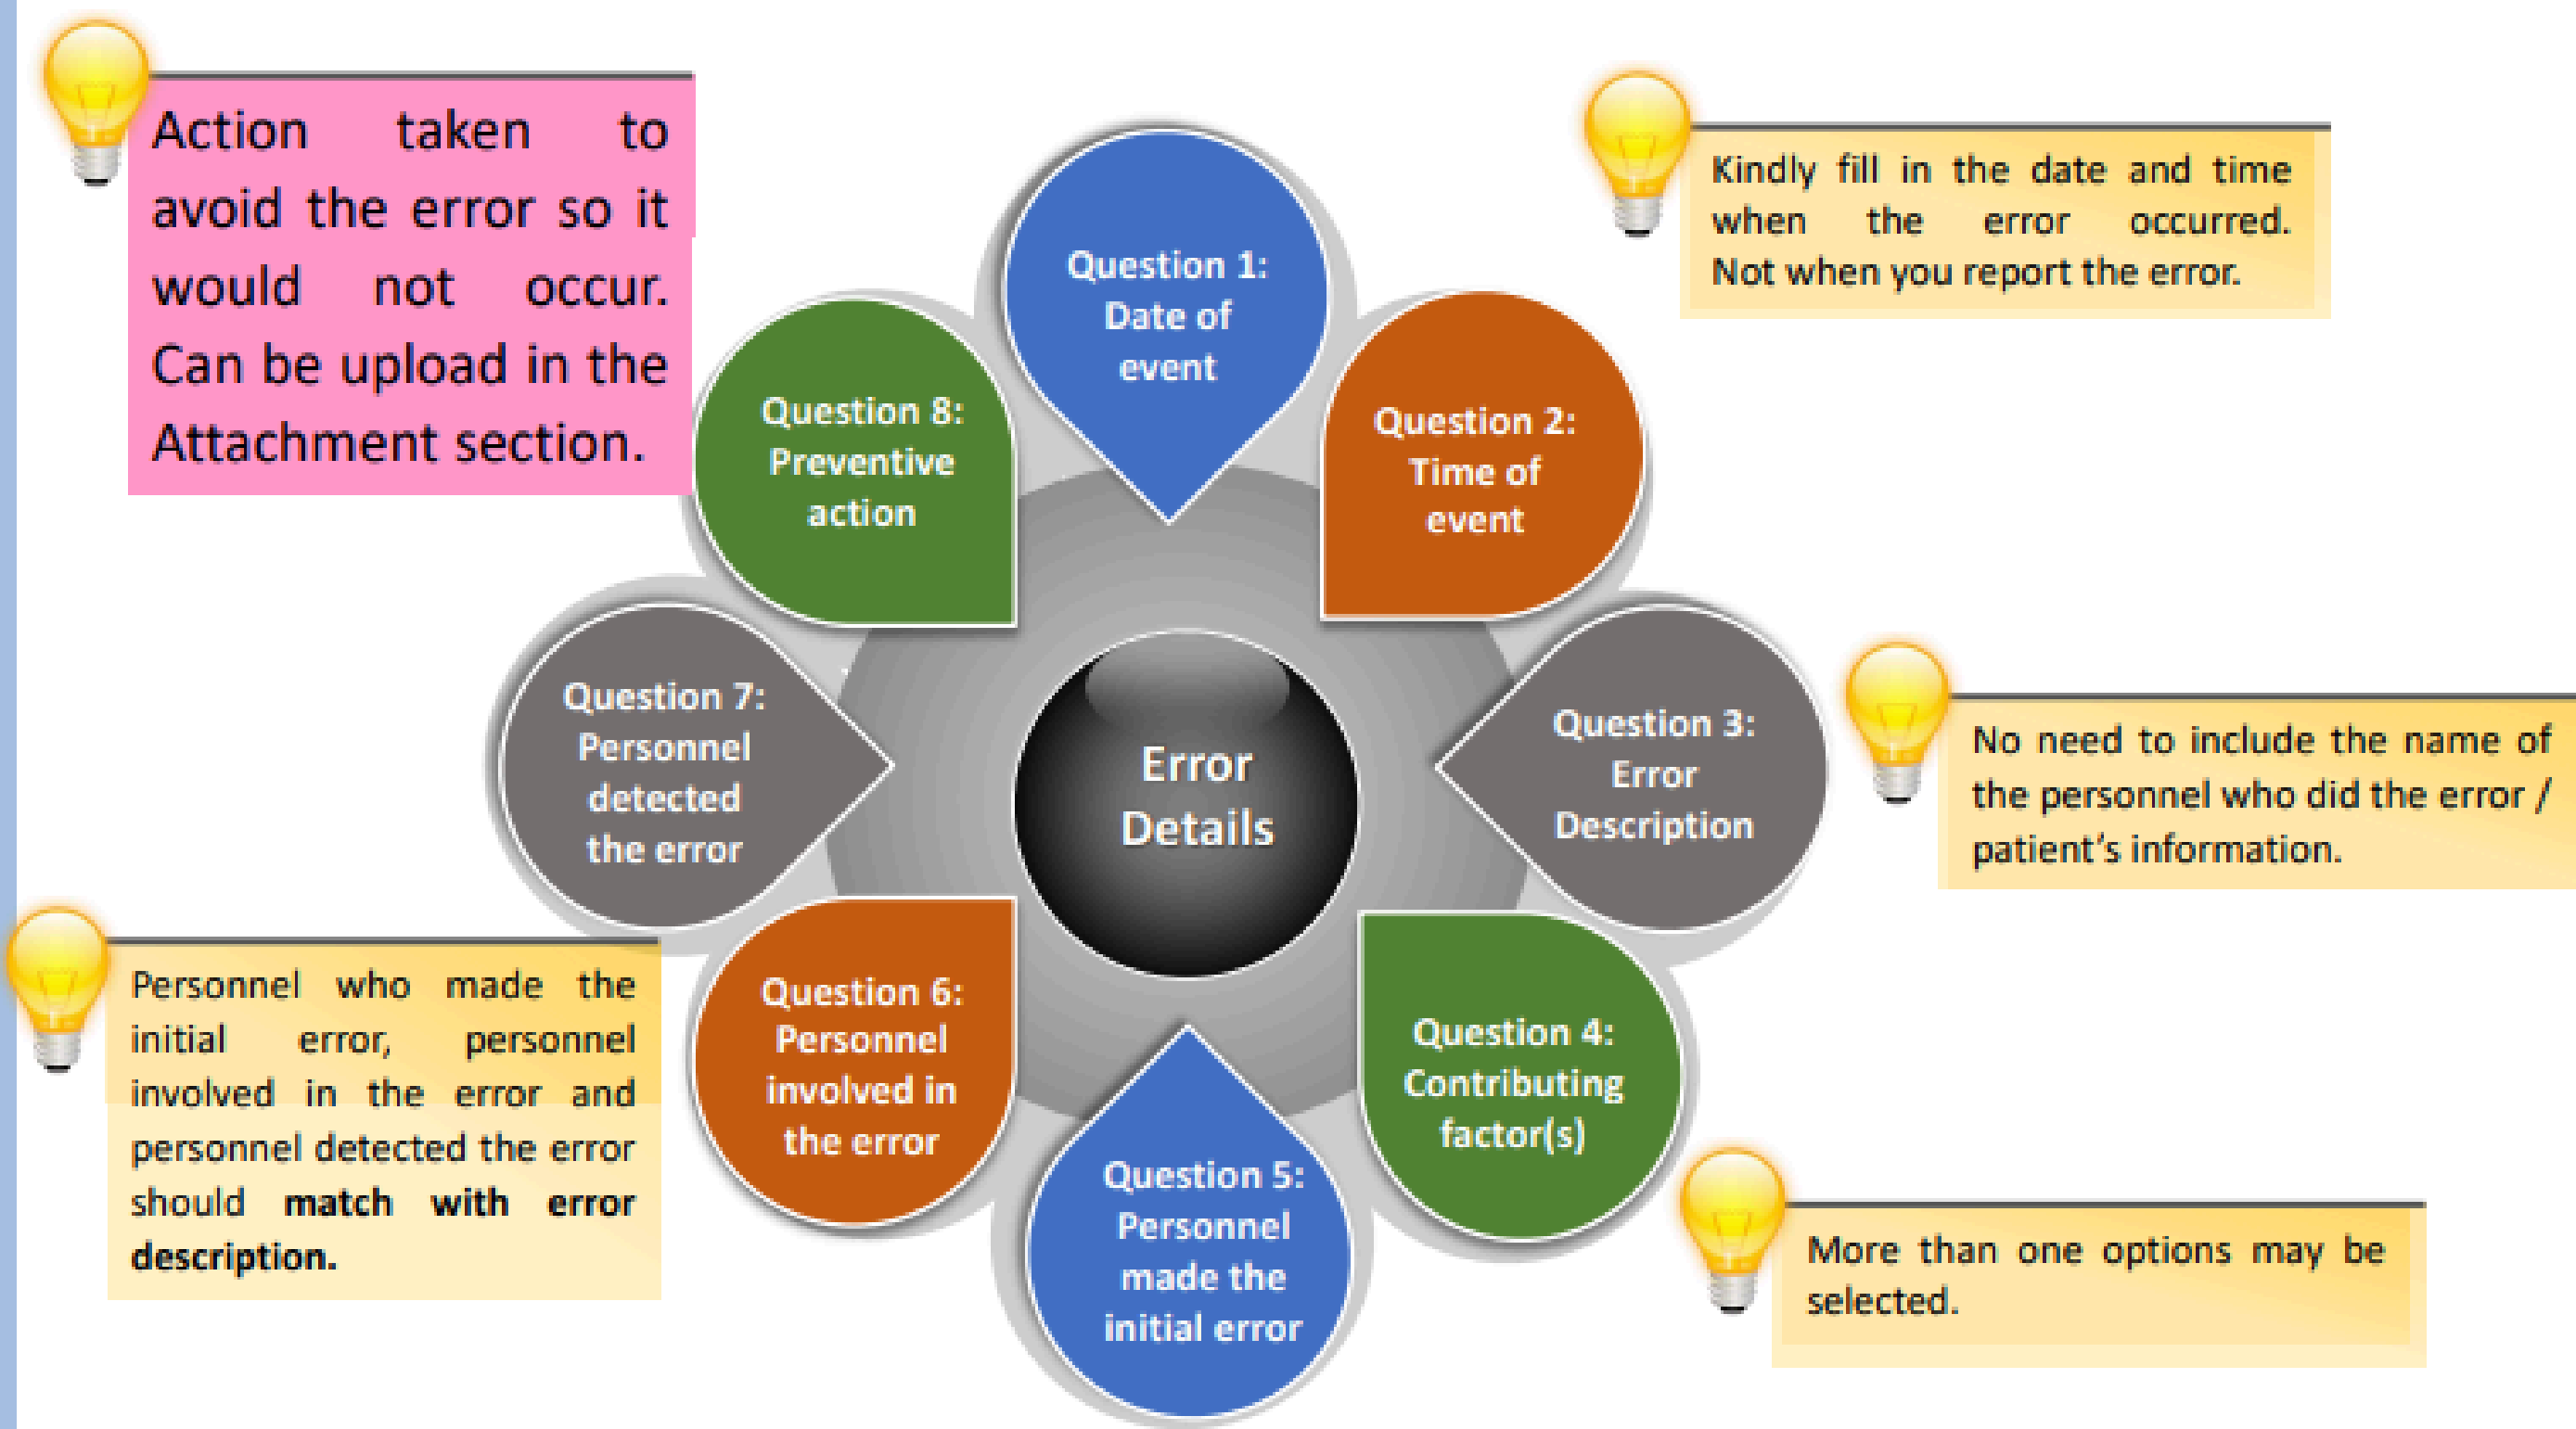 Action taken to
avoid the error so it
would not occur.
Can be upload in the
Attachment section.
Kindly fill in the date and time
when the error occurred.
Not when you report the error.
Question 1:
Date of
event
Question 2:
Time of
event
Question 3:
Error
Description
No need to include the name of
the personnel who did the error /
patient's information.
Question 4:
Contributing
factor(s)
More than one options may be
selected.
Question 5:
Personnel
made the
initial error
Question 6:
Personnel
involved in
the error
Personnel who made the
initial error, personnel
involved in the error and
personnel detected the error
should match with error
description.
Question 7:
Personnel
detected
the error
Question 8:
Preventive
action
Error
Details